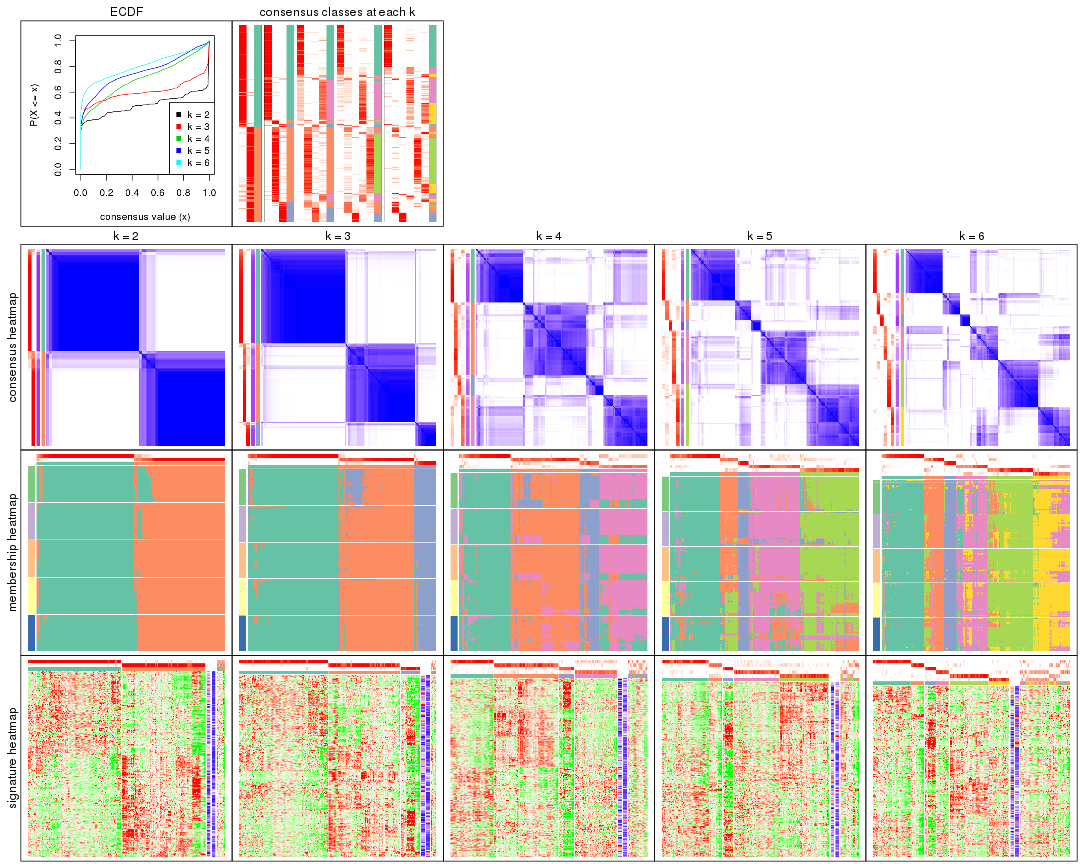 ECDF
consensus classes at each k
P(X <= x)
0.0
0.2
0.4
0.6
0.8
1.0
k = 2
k = 3
k = 4
k = 5
k = 6
0.0 0.2 0.4 0.6 0.8 1.0
consensus value (x)
k = 2
k = 3
k = 4
k = 5
k = 6
consensus heatmap
membership heatmap
signature heatmap